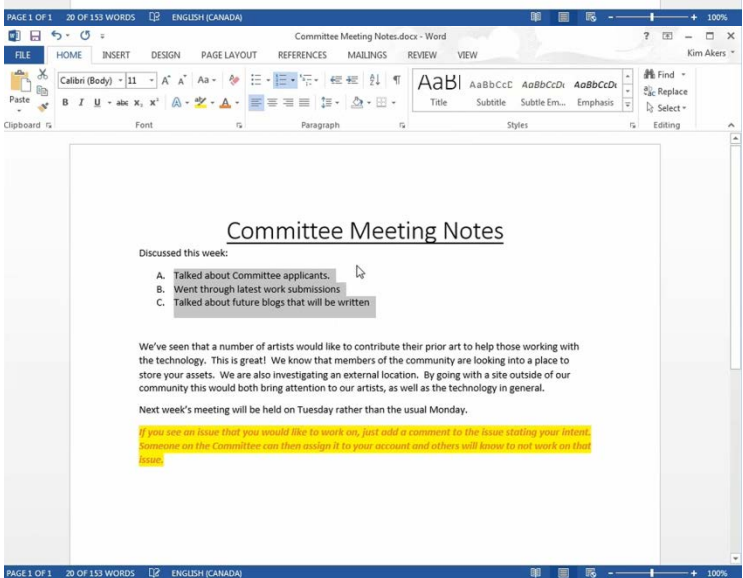 PAGE 1 OF 1 20 OF 153 WORDS ENGLISH (CANADA) 100%
Committee Meeting Notes.docx - Word
FILE HOME INSERT DESIGN PAGE LAYOUT REFERENCES MAILINGS REVIEW VIEW Kim Akers
Calibri (Body) 11 A A Aa
AaBl AaBbCcD AaBbCcDc AaBbCcDc
Find
Replace
Select
Paste
B I U abc X₂ X² A A
Title Subtitle Subtle Em... Emphasis
Clipboard Font Paragraph Styles Editing
Committee Meeting Notes
Discussed this week:
A. Talked about Committee applicants.
B. Went through latest work submissions
C. Talked about future blogs that will be written
We've seen that a number of artists would like to contribute their prior art to help those working with
the technology. This is great! We know that members of the community are looking into a place to
store your assets. We are also investigating an external location. By going with a site outside of our
community this would both bring attention to our artists, as well as the technology in general.
Next week's meeting will be held on Tuesday rather than the usual Monday.
If you see an issue that you would like to work on, just add a comment to the issue stating your intent.
Someone on the Committee can then assign it to your account and others will know to not work on that
issue.
PAGE 1 OF 1 20 OF 153 WORDS ENGLISH (CANADA) 100%